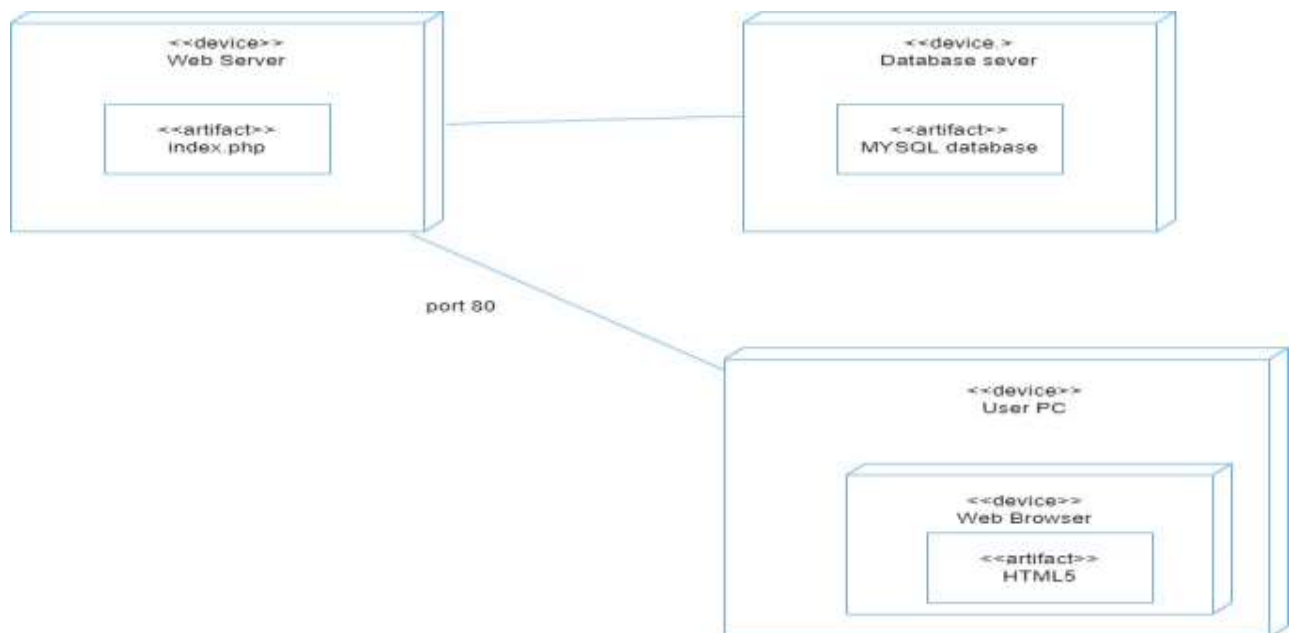 <<device>>
Web Server
<<artifact>>
index.php
<<device.>
Database sever
<<artifact>>
MYSQL database
port 80
<<device>>
User PC
<<device>>
Web Browser
<<artifact>>
HTML5